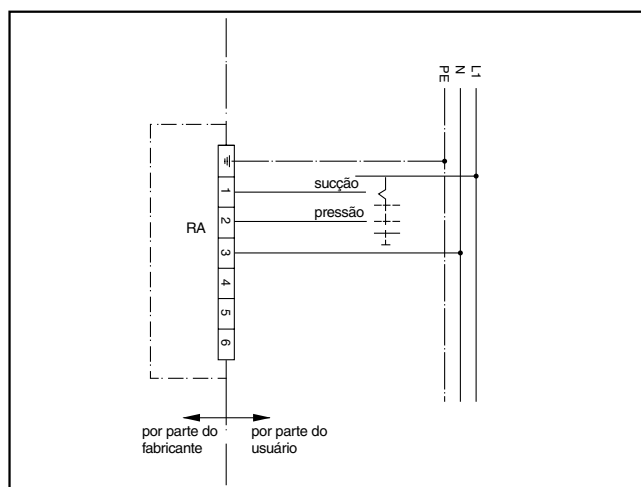 PE
N
L1
sucção
1
pressão
2
RA
3
4
5
6
por parte do
fabricante
por parte do
usuário